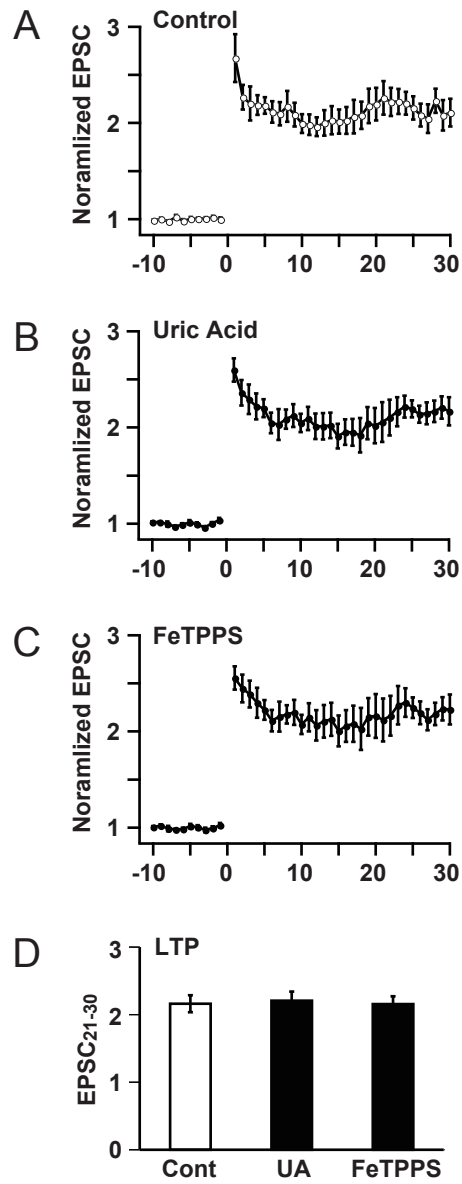 A
Control
Noramlized EPSC
3
2
1
-10 0 10 20 30
B
Uric Acid
Noramlized EPSC
3
2
1
-10 0 10 20 30
C
FeTPPS
Noramlized EPSC
3
2
1
-10 0 10 20 30
D
LTP
EPSC21-30
3
2
1
0
Cont UA FeTPPS